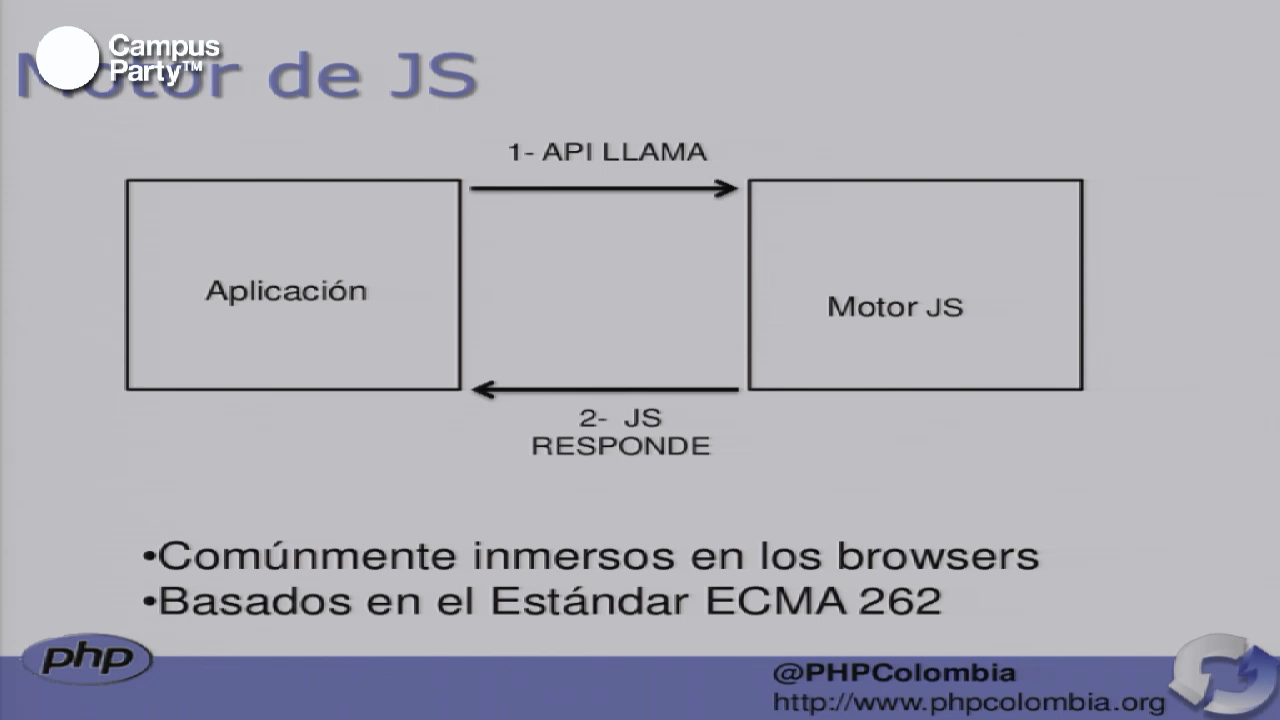 Campus
Party™
Motor de JS
1- API LLAMA
Aplicación
Motor JS
2- JS
RESPONDE
•Comúnmente inmersos en los browsers
•Basados en el Estándar ECMA 262
php
@PHPColombia
http://www.phpcolombia.org